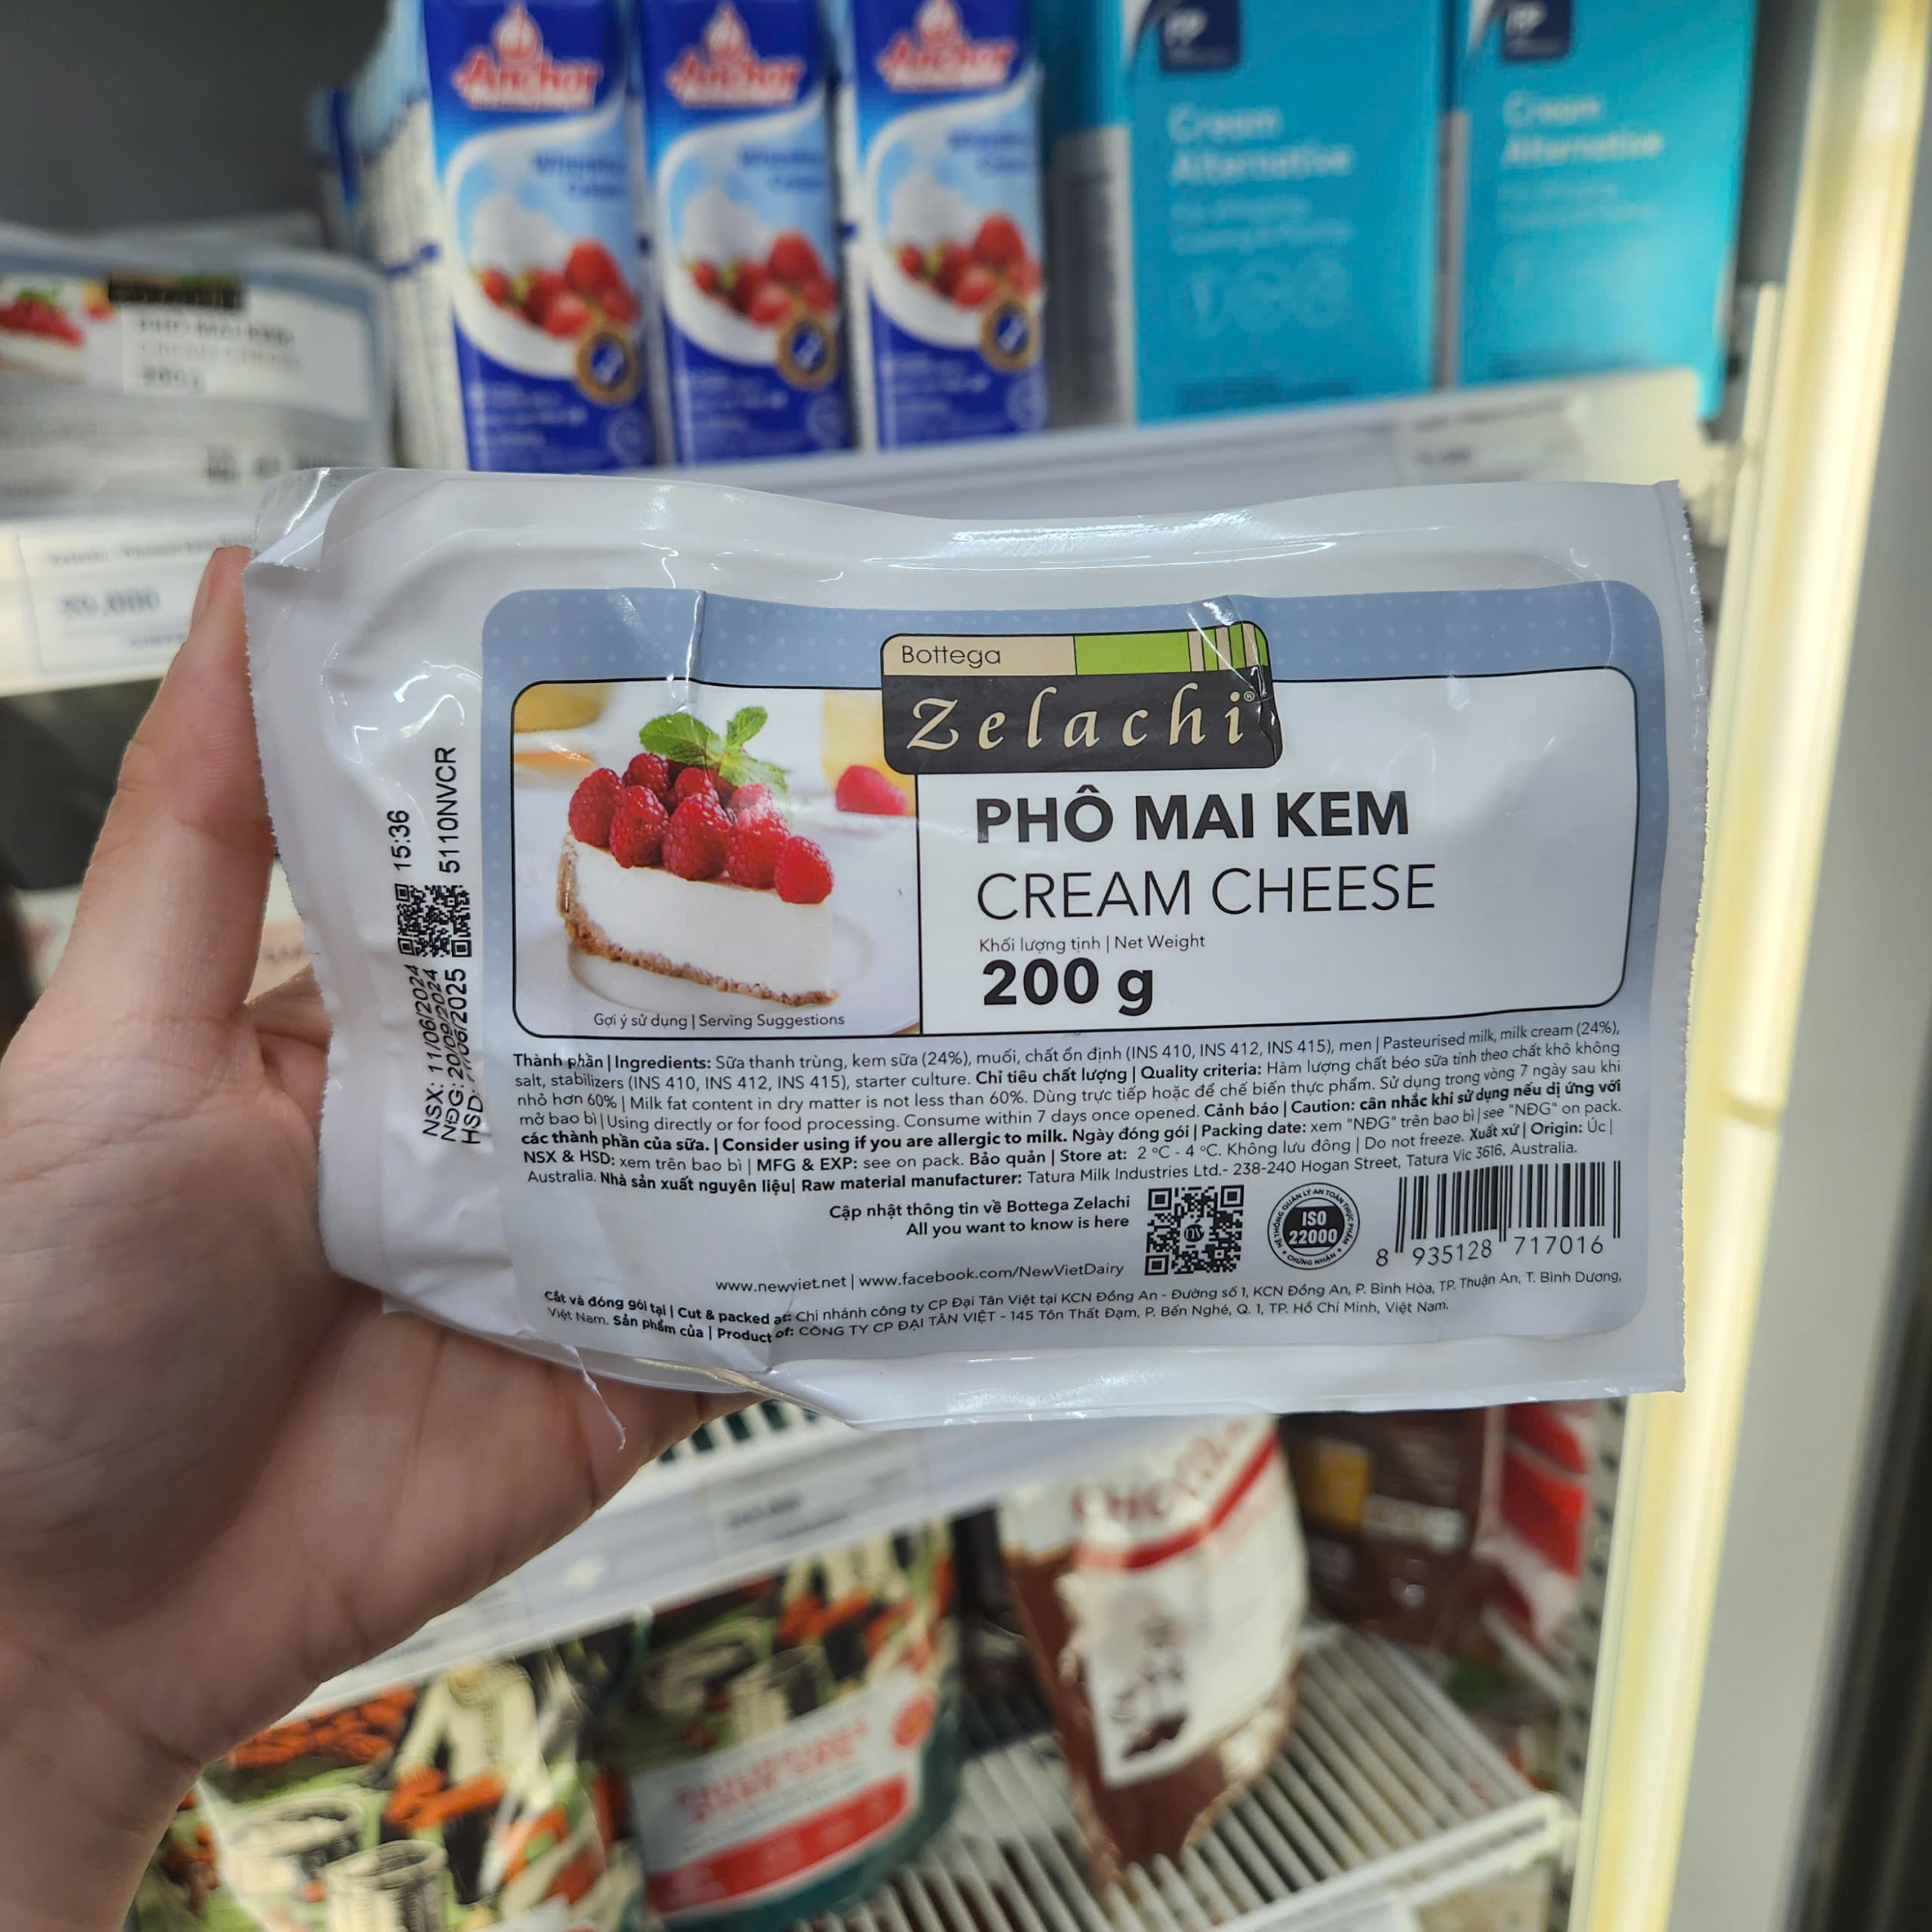 Anchor
Anchor
Anchor
Cream
Alternative
Cream
Alternative
PHÔ MAI KEM
Bottega
Zelachi®
PHÔ MAI KEM
CREAM CHEESE
Khối lượng tịnh | Net Weight
200 g
Gợi ý sử dụng | Serving Suggestions
15:36
5110NVCR
NSX: 11/06/2024
NĐG: 20/09/2024
HSD: /06/2025
Thành phần | Ingredients: Sữa thanh trùng, kem sữa (24%), muối, chất ổn định (INS 410, INS 412, INS 415), men | Pasteurised milk, milk cream (24%),
salt, stabilizers (INS 410, INS 412, INS 415), starter culture. Chỉ tiêu chất lượng | Quality criteria: Hàm lượng chất béo sữa tính theo chất khô không
nhỏ hơn 60% | Milk fat content in dry matter is not less than 60%. Dùng trực tiếp hoặc để chế biến thực phẩm. Sử dụng trong vòng 7 ngày sau khi
mở bao bì | Using directly or for food processing. Consume within 7 days once opened. Cảnh báo | Caution: cân nhắc khi sử dụng nếu dị ứng với
các thành phần của sữa. | Consider using if you are allergic to milk. Ngày đóng gói | Packing date: xem "NĐG" trên bao bì | see "NĐG" on pack.
NSX & HSD: xem trên bao bì | MFG & EXP: see on pack. Bảo quản | Store at: 2 °C - 4 °C. Không lưu đông | Do not freeze. Xuất xứ | Origin: Úc |
Australia. Nhà sản xuất nguyên liệu| Raw material manufacturer: Tatura Milk Industries Ltd.- 238-240 Hogan Street, Tatura Vic 3616, Australia.
Cập nhật thông tin về Bottega Zelachi
All you want to know is here
HỆ THỐNG QUẢN LÝ AN TOÀN THỰC PHẨM
ISO
22000
CHỨNG NHẬN
8 935128 717016
www.newviet.net | www.facebook.com/NewVietDairy
Cắt và đóng gói tại | Cut & packed at: Chi nhánh công ty CP Đại Tân Việt tại KCN Đồng An - Đường số 1, KCN Đồng An, P. Bình Hòa, TP. Thuận An, T. Bình Dương,
Việt Nam. Sản phẩm của | Product of: CÔNG TY CP ĐẠI TÂN VIỆT - 145 Tôn Thất Đạm, P. Bến Nghé, Q. 1, TP. Hồ Chí Minh, Việt Nam.